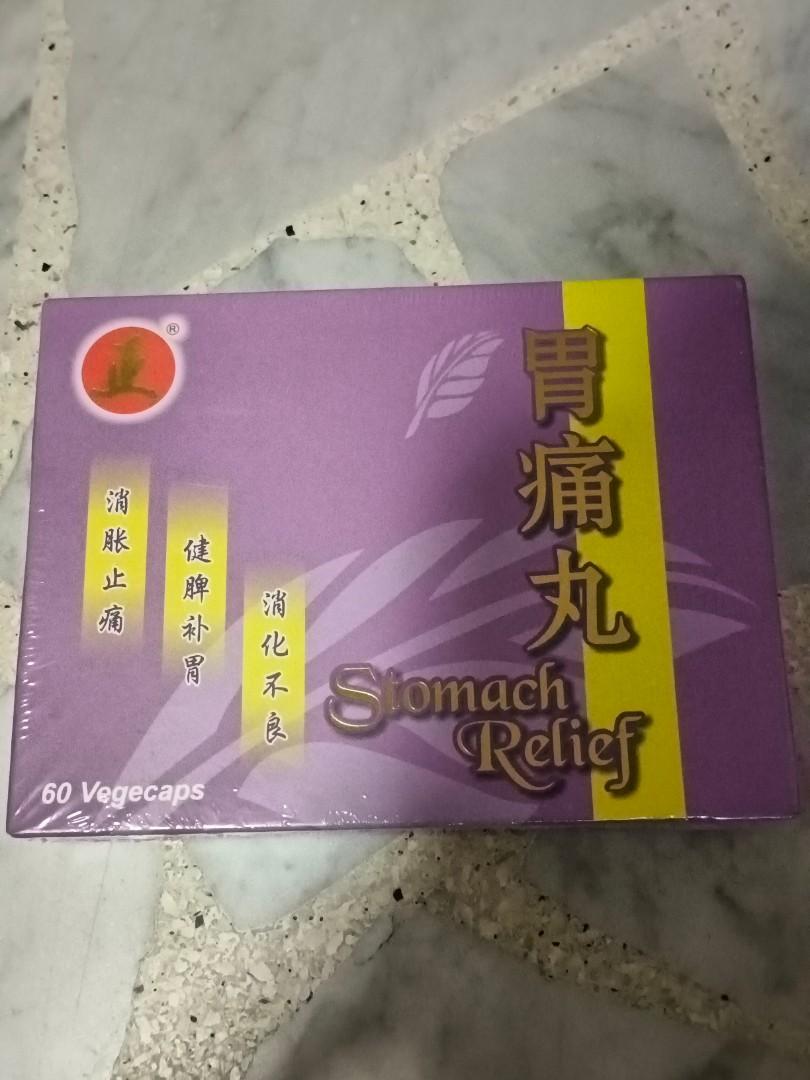 ®
胃痛丸
Stomach
Relief
消胀止痛
健脾补胃
消化不良
60 Vegecaps